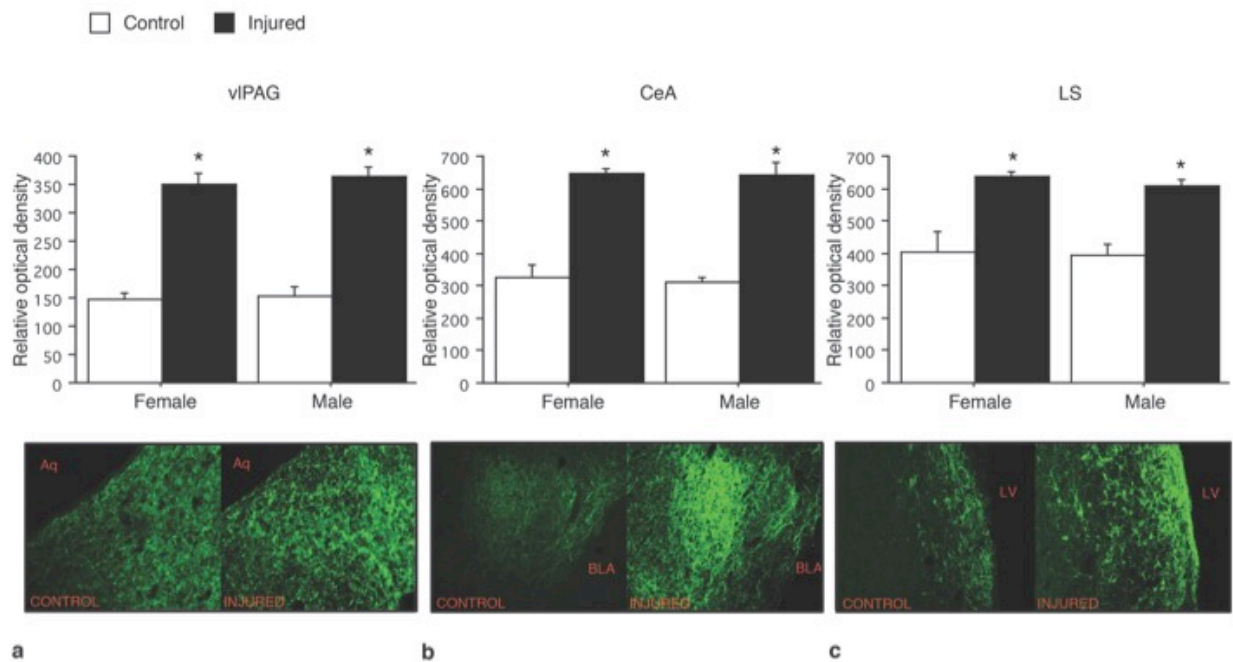 Control Injured
vlPAG
Relative optical density
400
350
300
250
200
150
100
50
0
*
*
Female Male
CeA
Relative optical density
700
600
500
400
300
200
100
0
*
*
Female Male
LS
Relative optical density
700
600
500
400
300
200
100
0
*
*
Female Male
Aq Aq
CONTROL INJURED
BLA BLA
CONTROL INJURED
LV LV
CONTROL INJURED
a b c